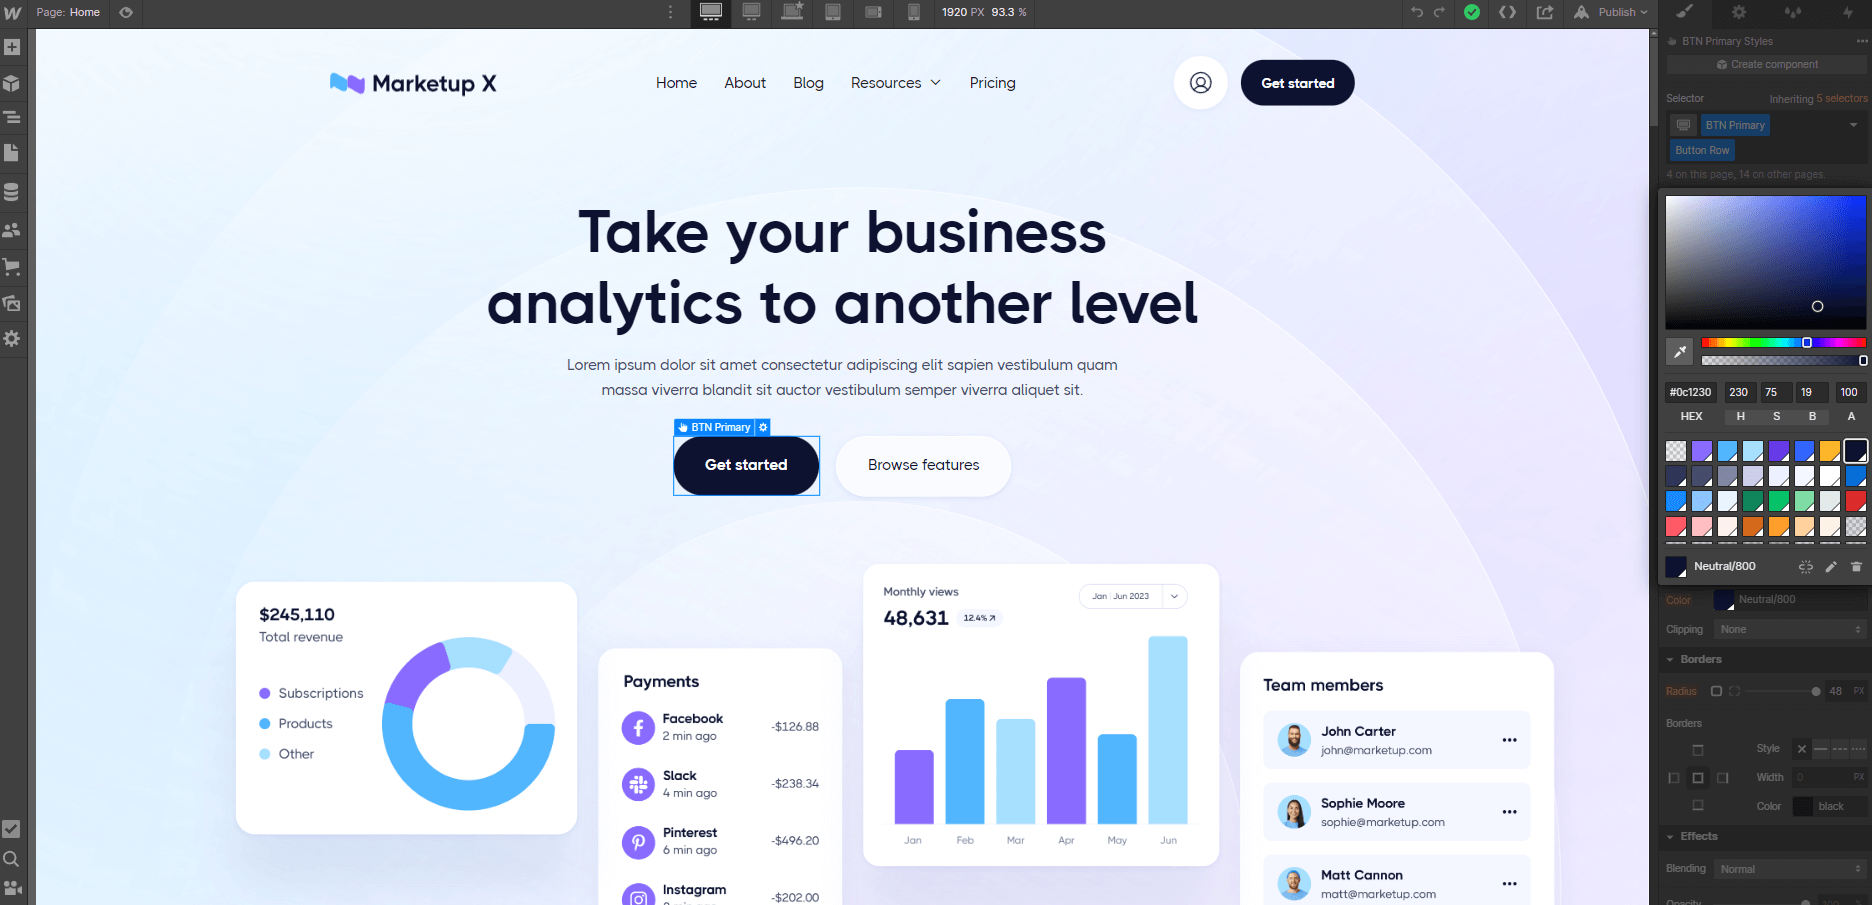 Page: Home
1920 PX 93.3 %
Publish
BTN Primary Styles
Create component
Selector
Inheriting 5 selectors
BTN Primary
Button Row
4 on this page, 14 on other pages.
Marketup X
Home
About
Blog
Resources
Pricing
Get started
Take your business
analytics to another level
Lorem ipsum dolor sit amet consectetur adipiscing elit sapien vestibulum quam
massa viverra blandit sit auctor vestibulum semper viverra aliquet sit.
BTN Primary
Get started
Browse features
#0c1230 230 75 19 100
HEX H S B A
Neutral/800
Color Neutral/800
Clipping None
Borders
Radius 48 PX
Borders
Style
Width 0 PX
Color black
Effects
Blending Normal
Opacity
$245,110
Total revenue
Subscriptions
Products
Other
Payments
Facebook
2 min ago
-$126.88
Slack
4 min ago
-$238.34
Pinterest
6 min ago
-$496.20
Instagram
-$202.00
Monthly views
48,631 12.4%
Jan - Jun 2023
Jan Feb Mar Apr May Jun
Team members
John Carter
john@marketup.com
Sophie Moore
sophie@marketup.com
Matt Cannon
matt@marketup.com